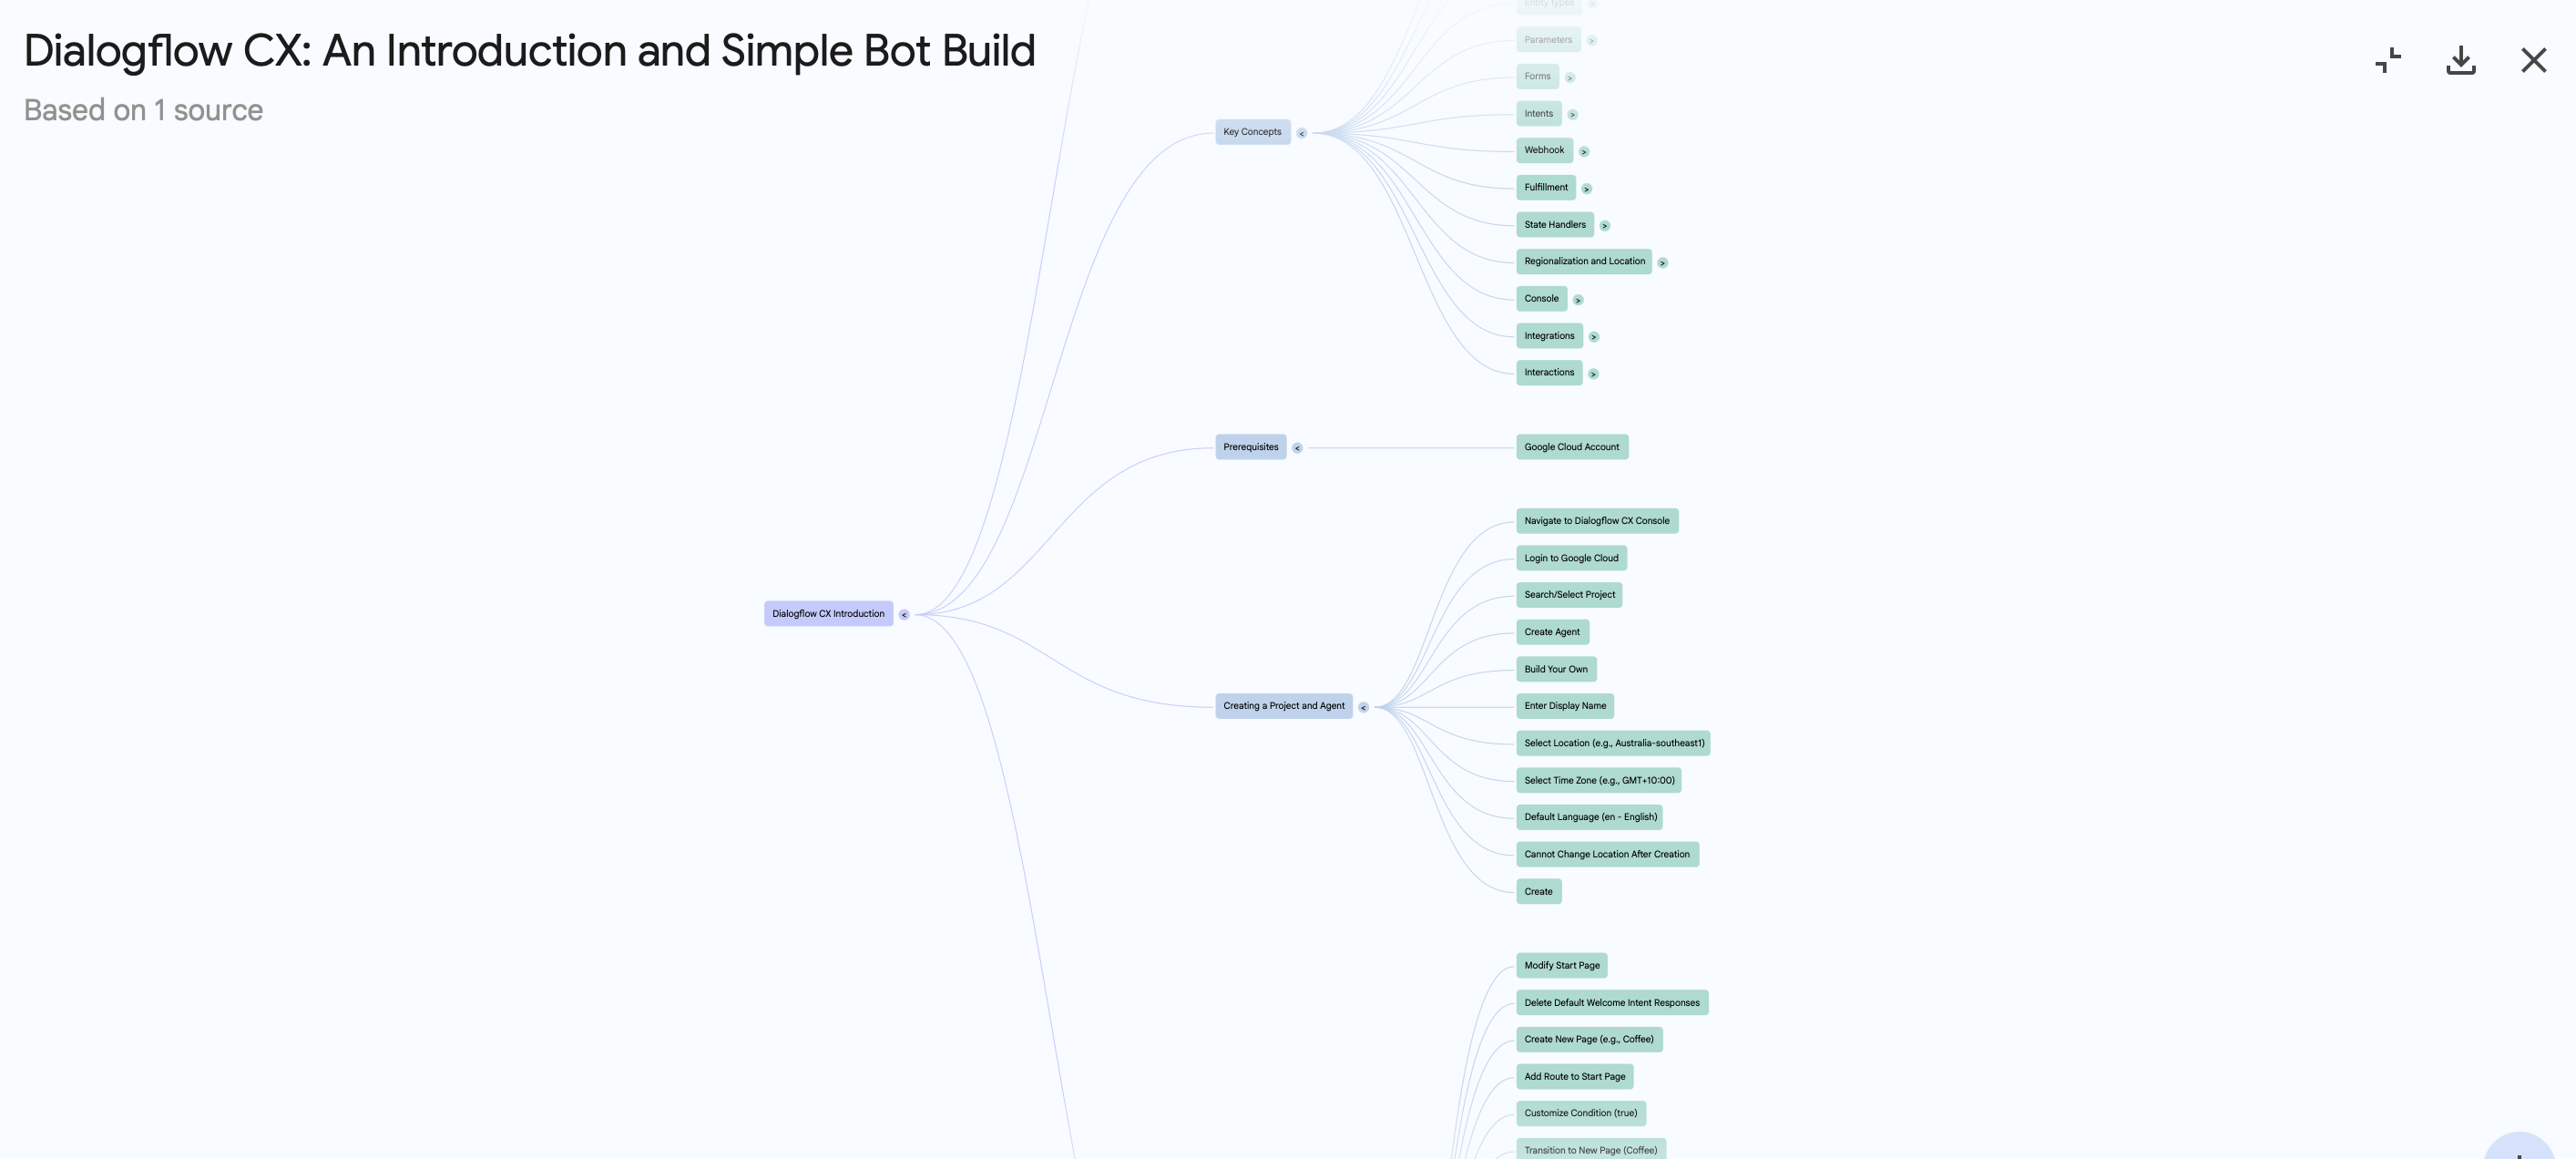 Dialogflow CX: An Introduction and Simple Bot Build
Based on 1 source
Entity types
Parameters
Forms
Intents
Key Concepts
Webhook
Fulfillment
State Handlers
Regionalization and Location
Console
Integrations
Interactions
Prerequisites
Google Cloud Account
Dialogflow CX Introduction
Navigate to Dialogflow CX Console
Login to Google Cloud
Search/Select Project
Create Agent
Build Your Own
Creating a Project and Agent
Enter Display Name
Select Location (e.g., Australia-southeast1)
Select Time Zone (e.g., GMT+10:00)
Default Language (en - English)
Cannot Change Location After Creation
Create
Modify Start Page
Delete Default Welcome Intent Responses
Create New Page (e.g., Coffee)
Add Route to Start Page
Customize Condition (true)
Transition to New Page (Coffee)